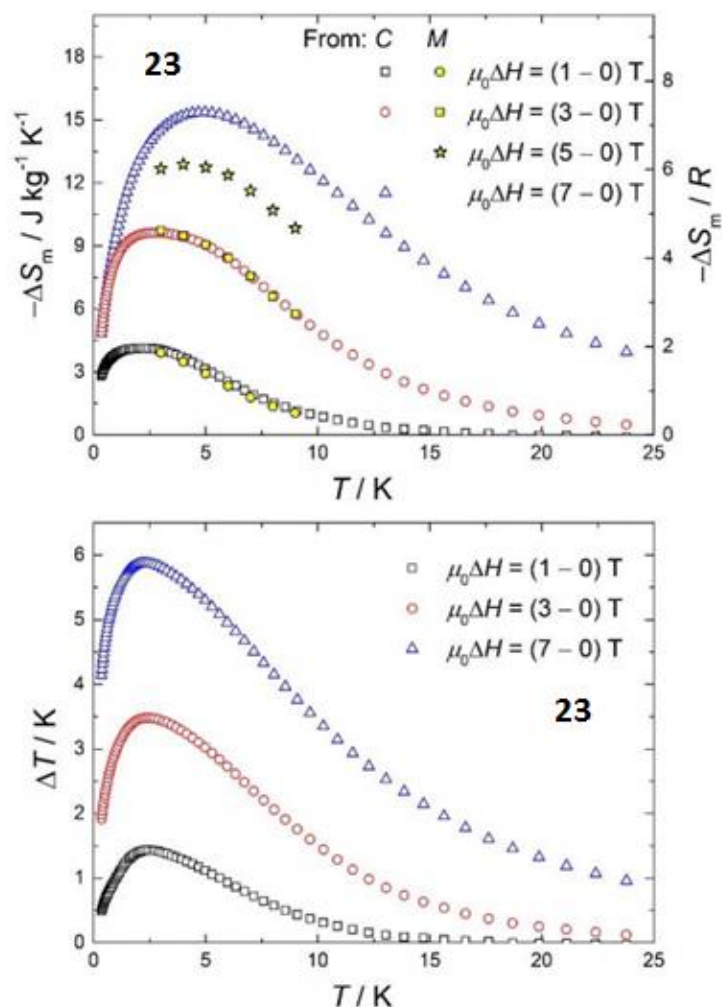 23
From: C M
μ₀ΔH = (1 – 0) T
μ₀ΔH = (3 – 0) T
μ₀ΔH = (5 – 0) T
μ₀ΔH = (7 – 0) T
–ΔSₘ / J kg⁻¹ K⁻¹
18
15
12
9
6
3
0
–ΔSₘ / R
8
6
4
2
0
0 5 10 15 20 25
T / K
μ₀ΔH = (1 – 0) T
μ₀ΔH = (3 – 0) T
μ₀ΔH = (7 – 0) T
23
ΔT / K
6
5
4
3
2
1
0
0 5 10 15 20 25
T / K